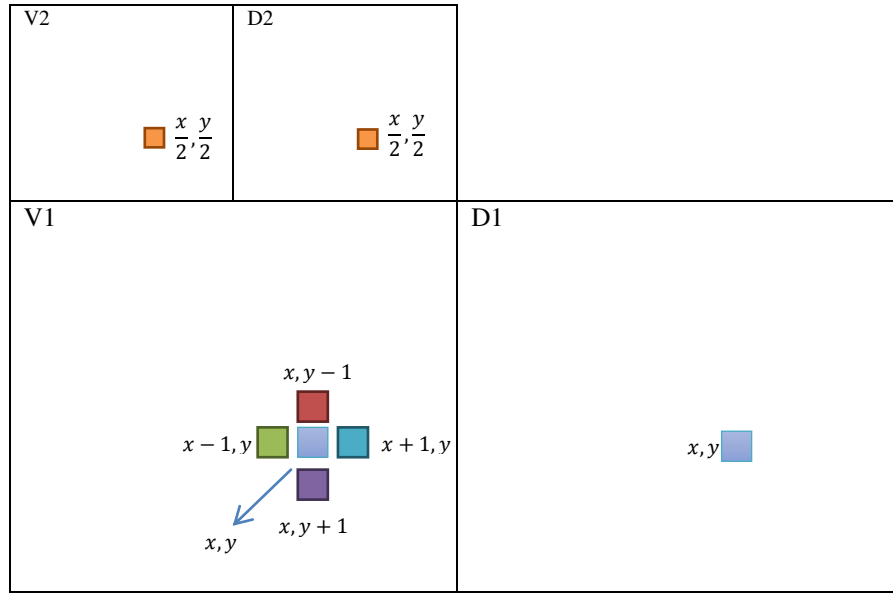 V2
D2
x/2, y/2
x/2, y/2
V1
D1
x, y − 1
x − 1, y
x + 1, y
x, y
x, y + 1
x, y